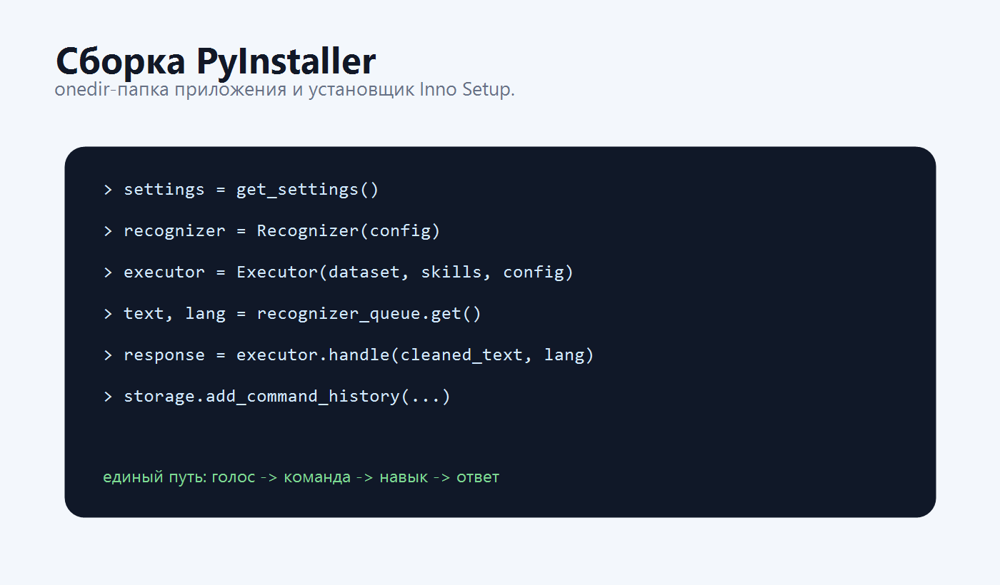 Сборка PyInstaller
onedir-папка приложения и установщик Inno Setup.
> settings = get_settings()
> recognizer = Recognizer(config)
> executor = Executor(dataset, skills, config)
> text, lang = recognizer_queue.get()
> response = executor.handle(cleaned_text, lang)
> storage.add_command_history(...)
единый путь: голос -> команда -> навык -> ответ